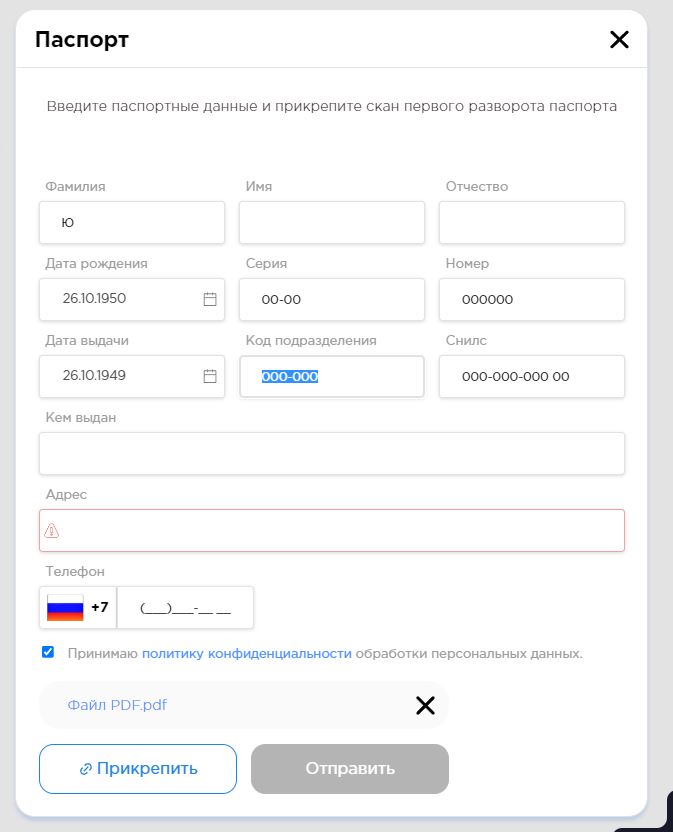 Паспорт
Введите паспортные данные и прикрепите скан первого разворота паспорта
Фамилия Имя Отчество
Ю
Дата рождения Серия Номер
26.10.1950 00-00 000000
Дата выдачи Код подразделения Снилс
26.10.1949 000-000 000-000-000 00
Кем выдан
Адрес
Телефон
+7 (___)___-__ __
Принимаю политику конфиденциальности обработки персональных данных.
Файл PDF.pdf
Прикрепить Отправить